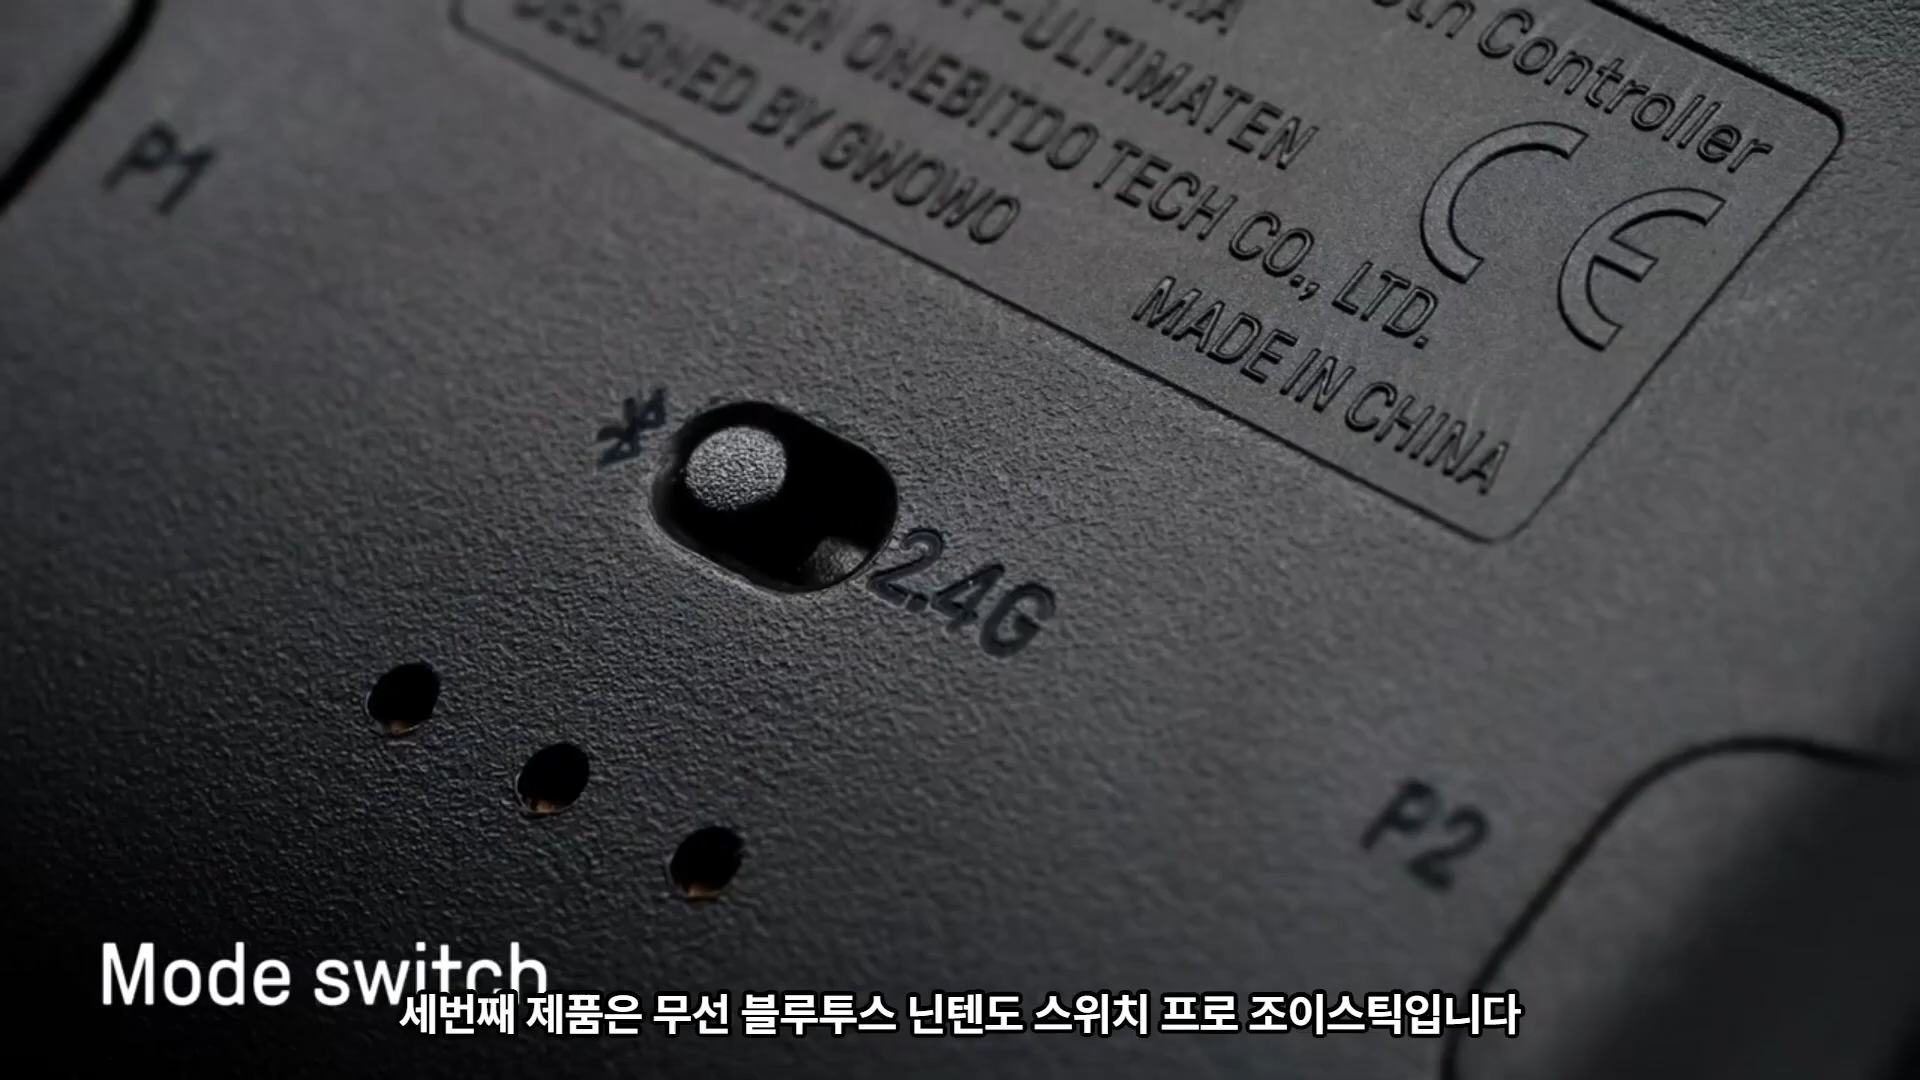 Controller
-ULTIMATEN
ONEBITDO TECH CO., LTD.
DESIGNED BY GWOWO
MADE IN CHINA
CE
P1
2.4G
P2
Mode switch
세번째 제품은 무선 블루투스 닌텐도 스위치 프로 조이스틱입니다